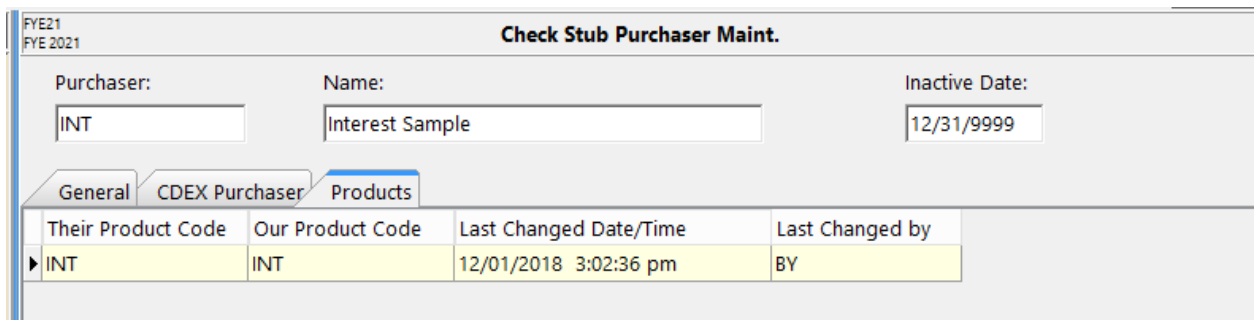 FYE21
FYE 2021
Check Stub Purchaser Maint.
Purchaser: Name: Inactive Date:
INT Interest Sample 12/31/9999
General CDEX Purchaser Products
Their Product Code Our Product Code Last Changed Date/Time Last Changed by
INT INT 12/01/2018 3:02:36 pm BY